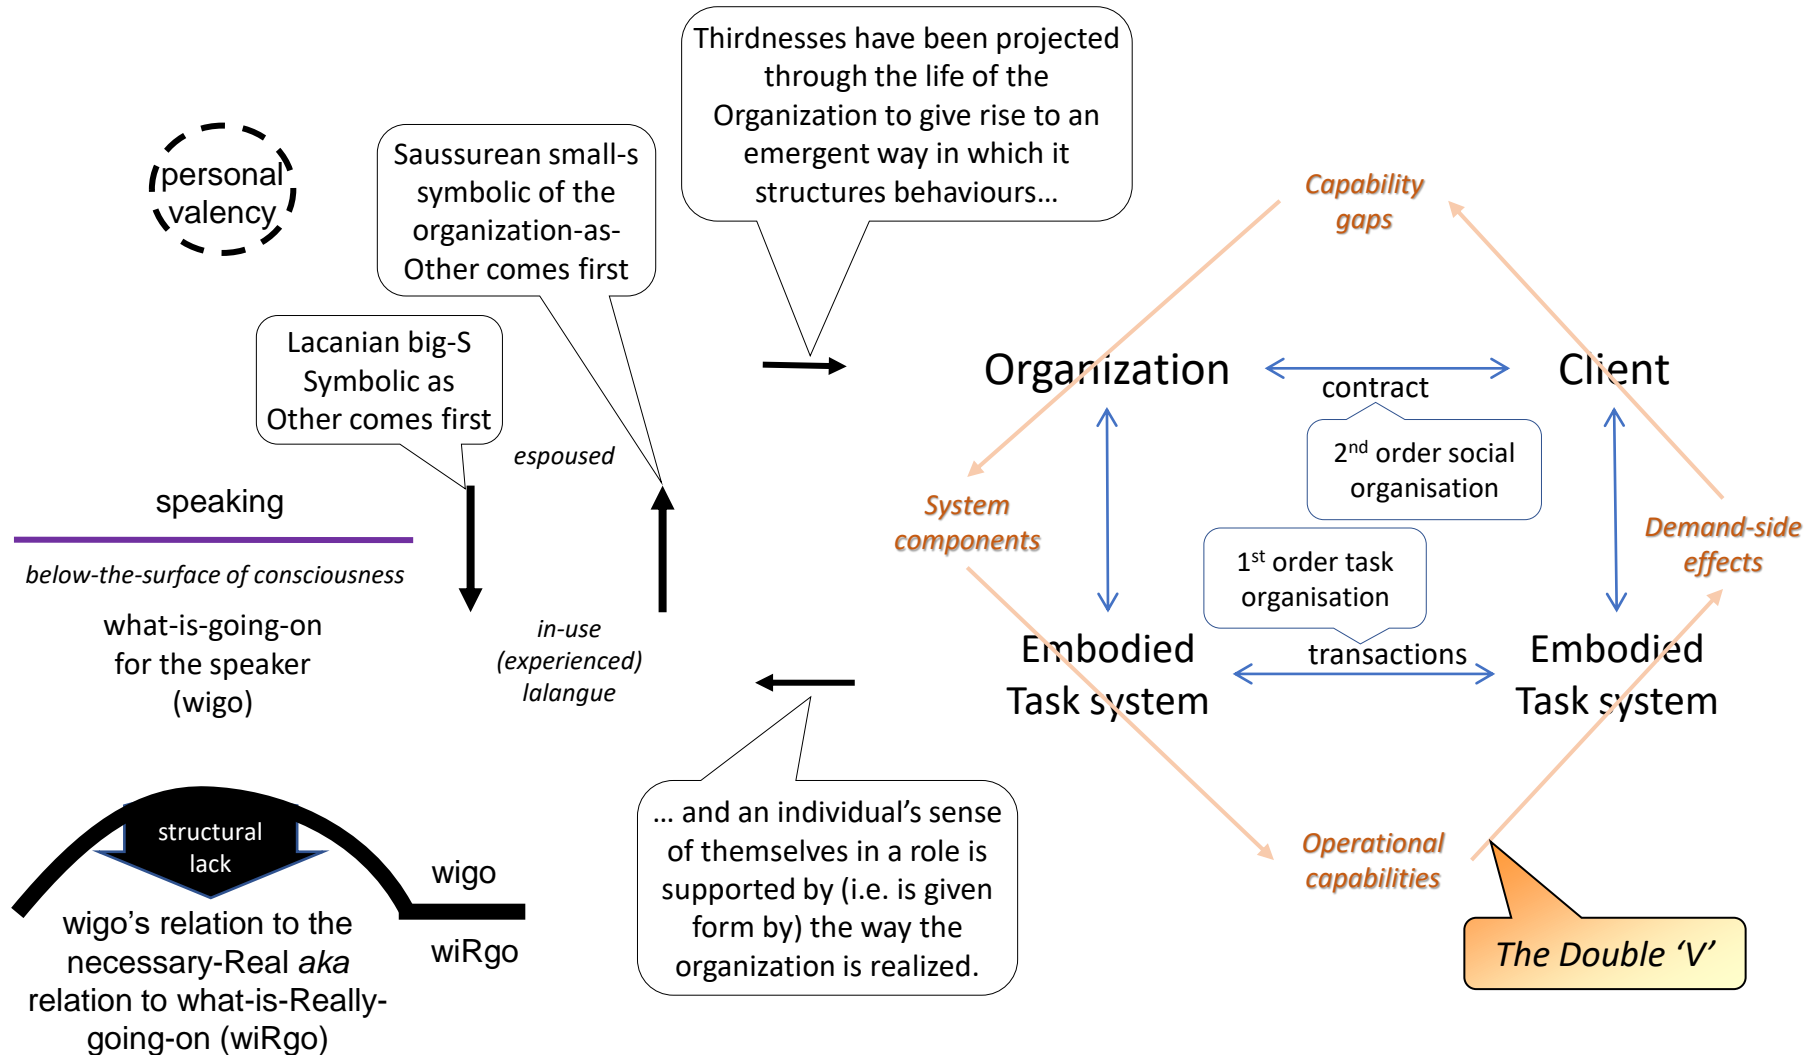 Thirdnesses have been projected
through the life of the
Organization to give rise to an
emergent way in which it
structures behaviours...
personal
valency
Saussurean small-s
symbolic of the
organization-as-
Other comes first
Capability
gaps
Lacanian big-S
Symbolic as
Other comes first
Organization
Client
contract
2nd order social
organisation
espoused
speaking
System
components
Demand-side
effects
below-the-surface of consciousness
1st order task
organisation
what-is-going-on
for the speaker
(wigo)
in-use
(experienced)
lalangue
Embodied
Task system
transactions
Embodied
Task system
structural
lack
wigo
wiRgo
wigo's relation to the
necessary-Real aka
relation to what-is-Really-
going-on (wiRgo)
... and an individual's sense
of themselves in a role is
supported by (i.e. is given
form by) the way the
organization is realized.
Operational
capabilities
The Double 'V'